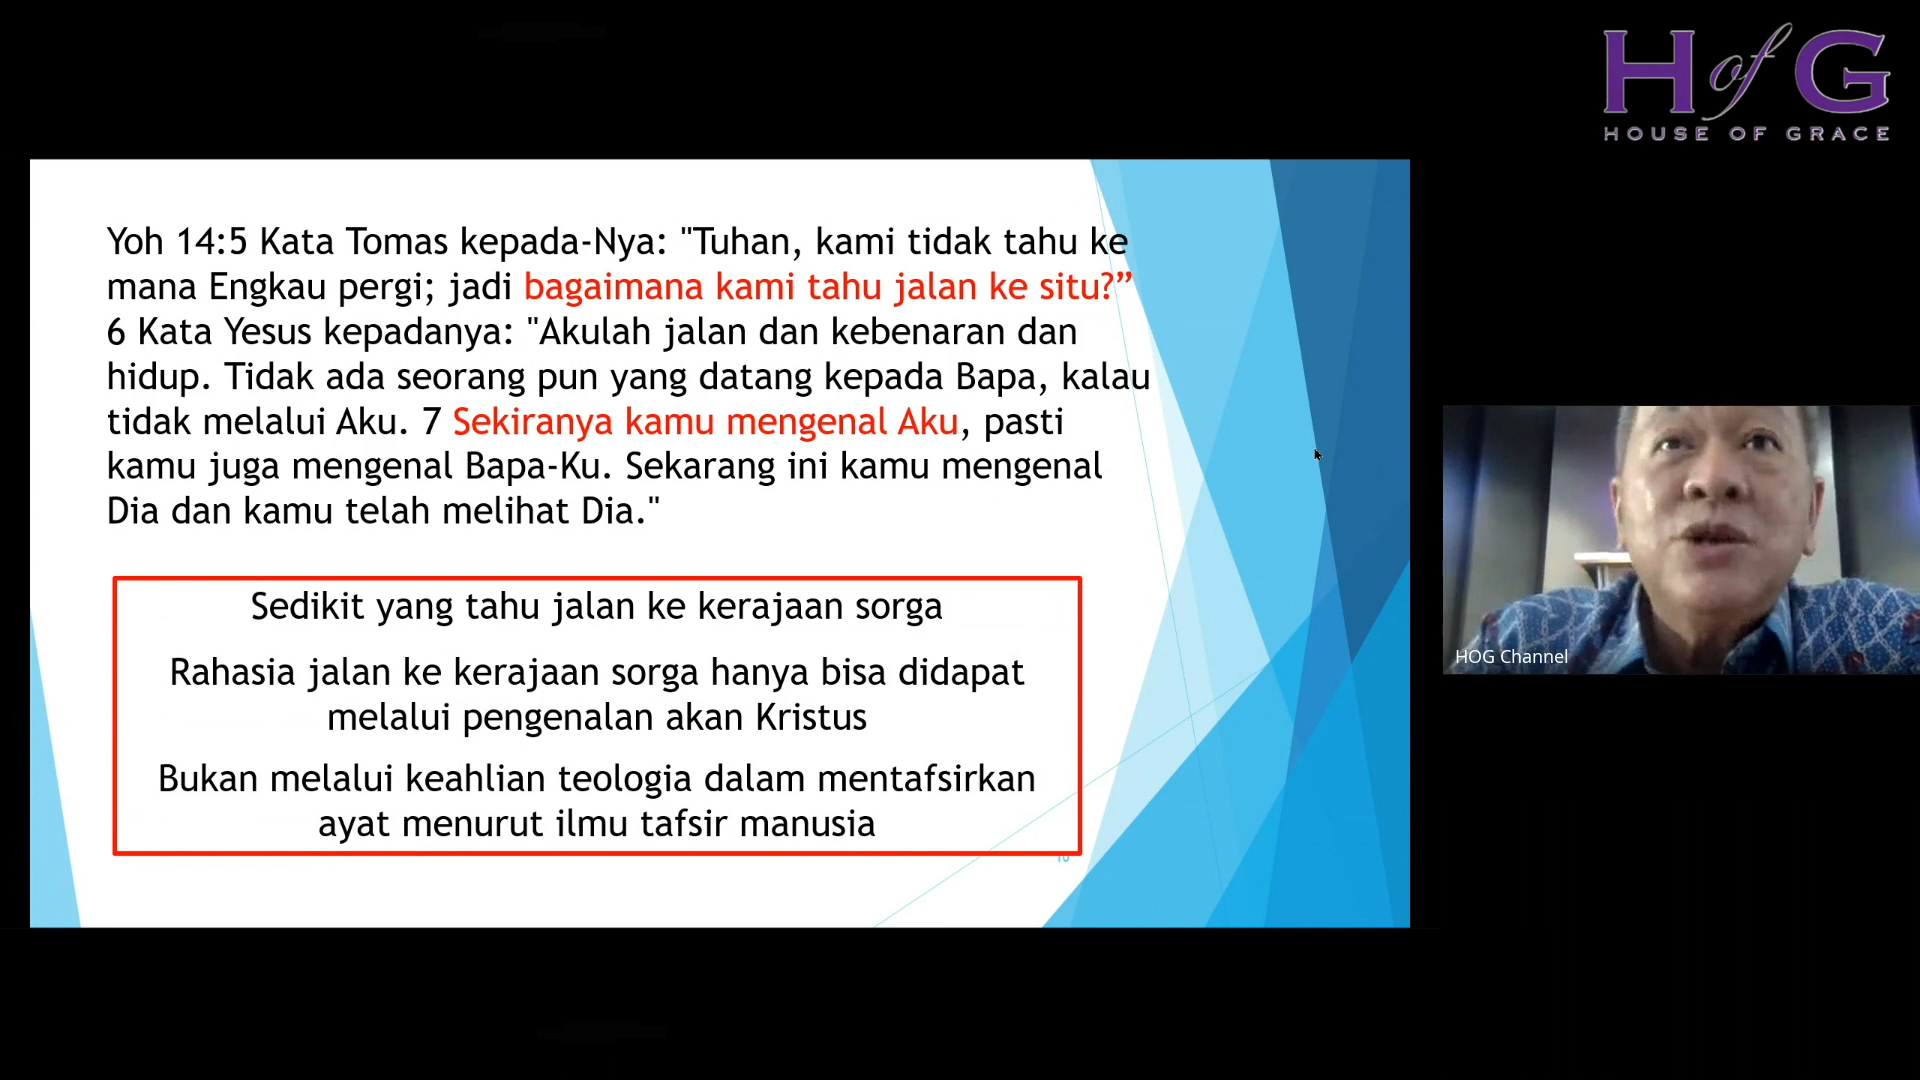 H of G
HOUSE OF GRACE
Yoh 14:5 Kata Tomas kepada-Nya: "Tuhan, kami tidak tahu ke
mana Engkau pergi; jadi bagaimana kami tahu jalan ke situ?”
6 Kata Yesus kepadanya: "Akulah jalan dan kebenaran dan
hidup. Tidak ada seorang pun yang datang kepada Bapa, kalau
tidak melalui Aku. 7 Sekiranya kamu mengenal Aku, pasti
kamu juga mengenal Bapa-Ku. Sekarang ini kamu mengenal
Dia dan kamu telah melihat Dia."
Sedikit yang tahu jalan ke kerajaan sorga
Rahasia jalan ke kerajaan sorga hanya bisa didapat
melalui pengenalan akan Kristus
Bukan melalui keahlian teologia dalam mentafsirkan
ayat menurut ilmu tafsir manusia
HOG Channel